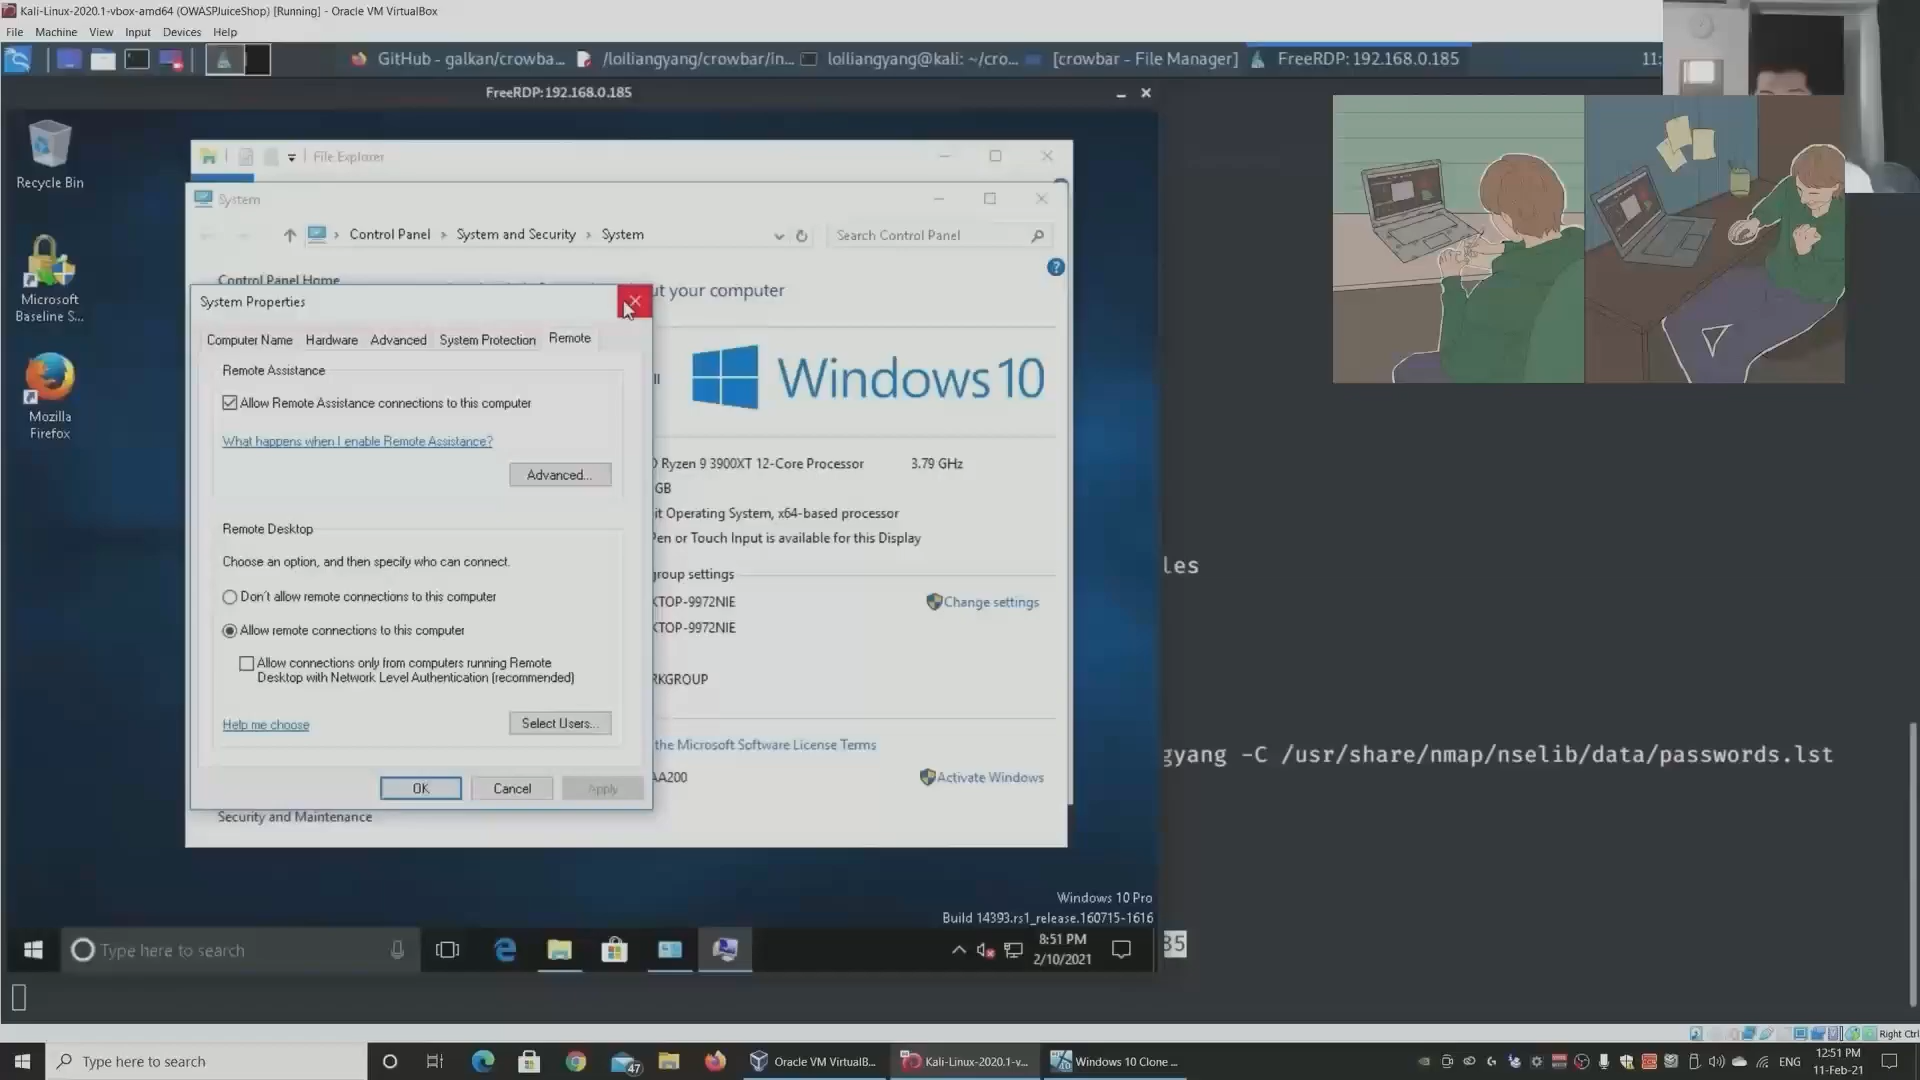 Kali-Linux-2020.1-vbox-amd64 (OWASPJuiceShop) [Running] - Oracle VM VirtualBox
File Machine View Input Devices Help
GitHub - galkan/crowba... /loiliangyang/crowbar/in... loiliangyang@kali: ~/cro... [crowbar - File Manager] FreeRDP: 192.168.0.185 11:
FreeRDP: 192.168.0.185
Recycle Bin
Microsoft
Baseline S...
Mozilla
Firefox
File Explorer
System
Control Panel System and Security System
Search Control Panel
Control Panel Home
ut your computer
System Properties
Computer Name Hardware Advanced System Protection Remote
Remote Assistance
Allow Remote Assistance connections to this computer
What happens when I enable Remote Assistance?
Advanced...
Remote Desktop
Choose an option, and then specify who can connect.
Don't allow remote connections to this computer
Allow remote connections to this computer
Allow connections only from computers running Remote
Desktop with Network Level Authentication (recommended)
Help me choose
Select Users...
OK Cancel Apply
Windows 10
Ryzen 9 3900XT 12-Core Processor 3.79 GHz
GB
it Operating System, x64-based processor
Pen or Touch Input is available for this Display
group settings
KTOP-9972NIE
Change settings
KTOP-9972NIE
RKGROUP
the Microsoft Software License Terms
AA200
Activate Windows
Security and Maintenance
les
gyang -C /usr/share/nmap/nselib/data/passwords.lst
35
Windows 10 Pro
Build 14393.rs1_release.160715-1616
Type here to search
8:51 PM
2/10/2021
Right Ctrl
Type here to search
47
Oracle VM VirtualB...
Kali-Linux-2020.1-v...
Windows 10 Clone ...
ENG
12:51 PM
11-Feb-21